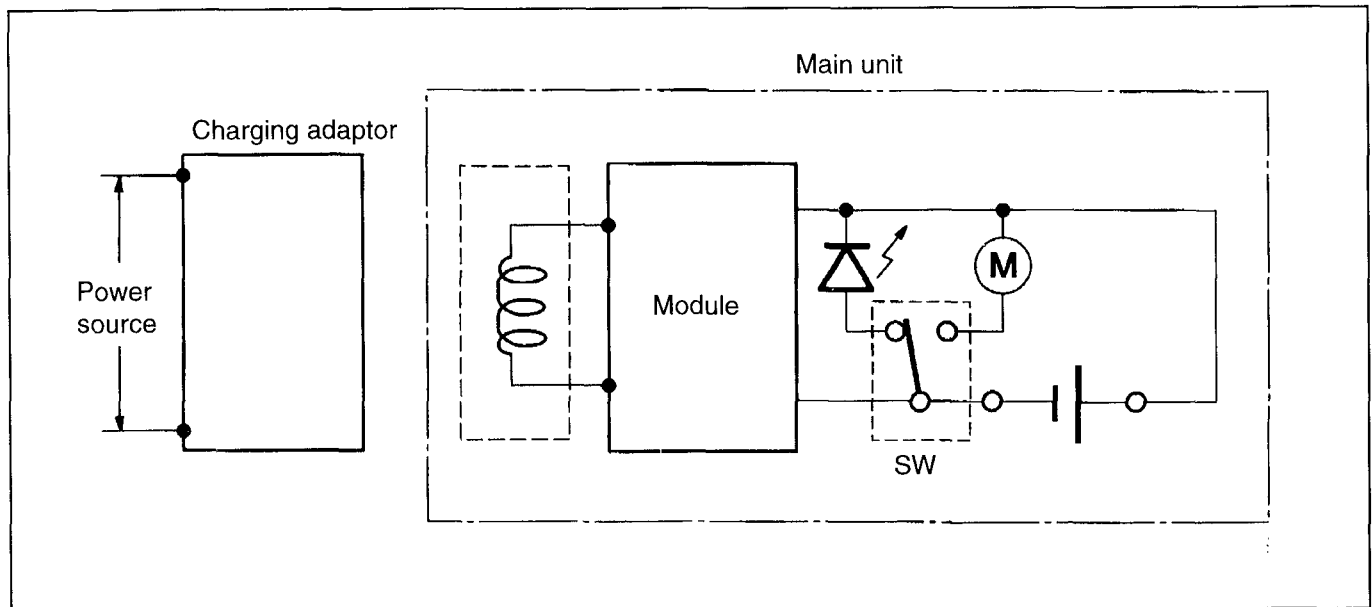 Main unit
Charging adaptor
Power
source
Module
M
SW